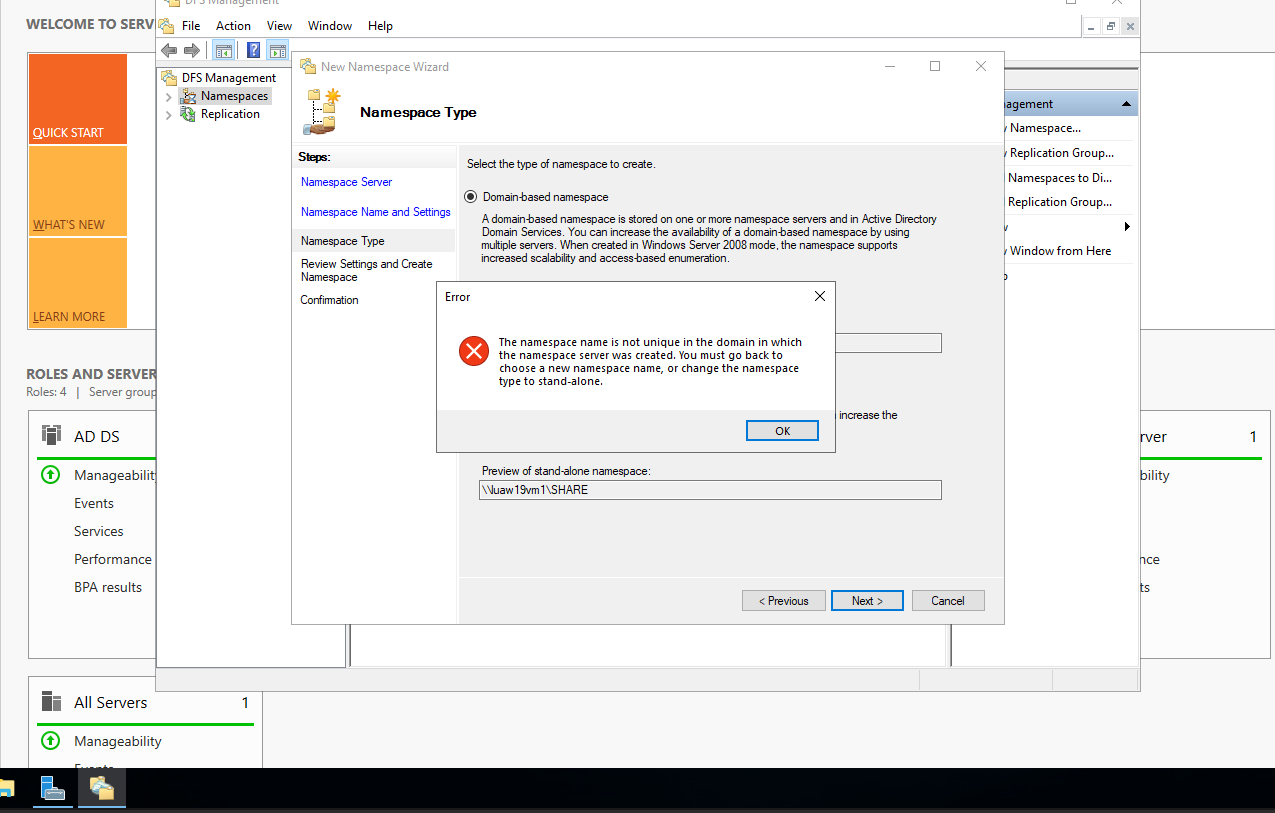 WELCOME TO SERV
DFS Management
File Action View Window Help
QUICK START
WHAT'S NEW
LEARN MORE
DFS Management
Namespaces
Replication
New Namespace Wizard
Namespace Type
Steps:
Namespace Server
Namespace Name and Settings
Namespace Type
Review Settings and Create
Namespace
Confirmation
Select the type of namespace to create.
Domain-based namespace
A domain-based namespace is stored on one or more namespace servers and in Active Directory
Domain Services. You can increase the availability of a domain-based namespace by using
multiple servers. When created in Windows Server 2008 mode, the namespace supports
increased scalability and access-based enumeration.
Error
The namespace name is not unique in the domain in which
the namespace server was created. You must go back to
choose a new namespace name, or change the namespace
type to stand-alone.
OK
increase the
Preview of stand-alone namespace:
\\luaw19vm1\SHARE
< Previous
Next >
Cancel
agement
Namespace...
Replication Group...
Namespaces to Di...
Replication Group...
Window from Here
ROLES AND SERVER
Roles: 4 | Server group
AD DS
Manageability
Events
Services
Performance
BPA results
rver 1
bility
nce
ts
All Servers 1
Manageability
Events